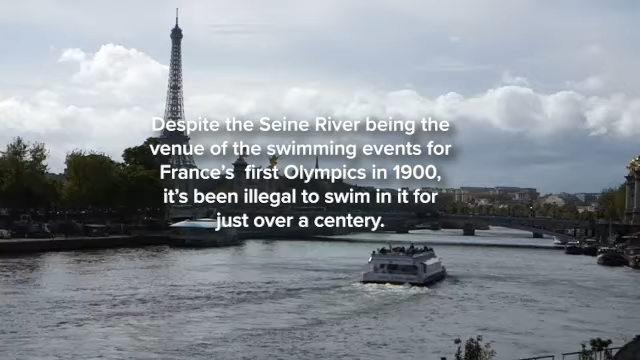 Despite the Seine River being the
venue of the swimming events for
France's  first Olympics in 1900,
it's been illegal to swim in it for
just over a centery.